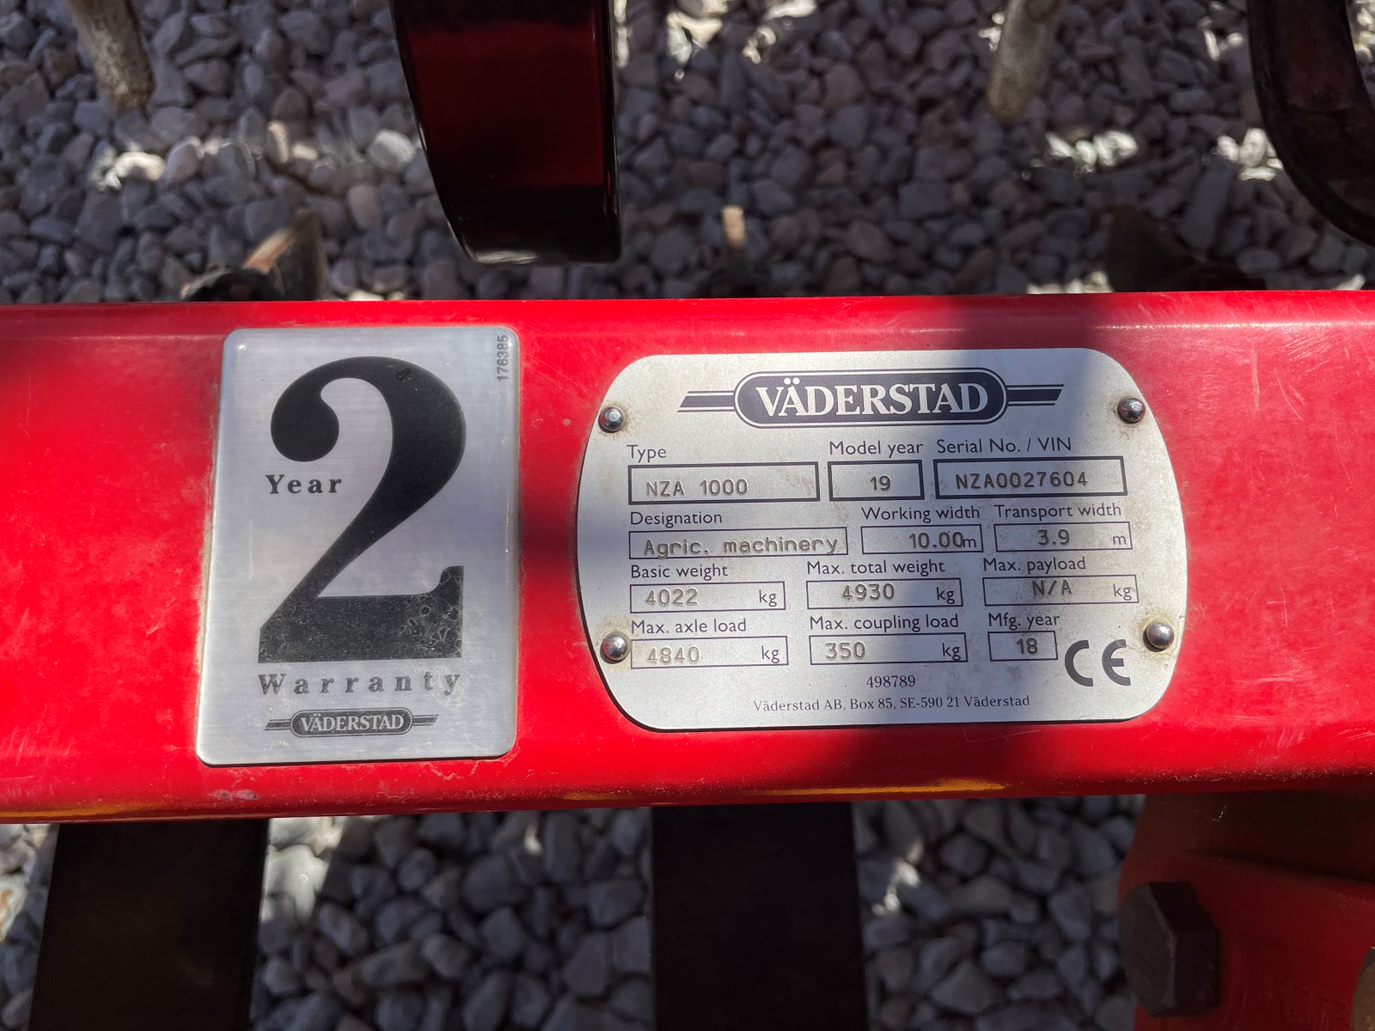 176385
2
Year
Warranty
VÄDERSTAD
VÄDERSTAD
Type Model year Serial No. / VIN
NZA 1000 19 NZA0027604
Designation Working width Transport width
Agric. machinery 10.00m 3.9 m
Basic weight Max. total weight Max. payload
4022 kg 4930 kg N/A kg
Max. axle load Max. coupling load Mfg. year
4840 kg 350 kg 18 CE
498789
Väderstad AB, Box 85, SE-590 21 Väderstad